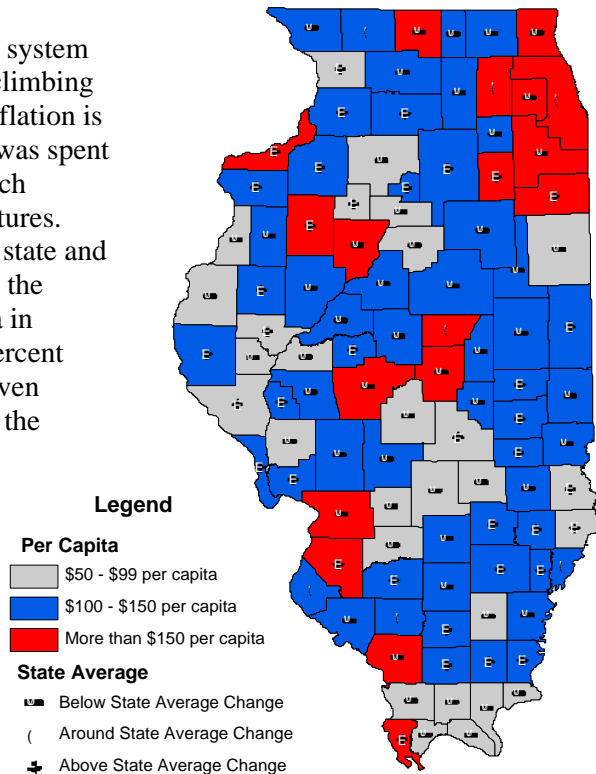 system
climbing
flation is
was spent
ch
tures.
state and
the
a in
ercent
ven
the
Legend
Per Capita
$50 - $99 per capita
$100 - $150 per capita
More than $150 per capita
State Average
Below State Average Change
Around State Average Change
Above State Average Change